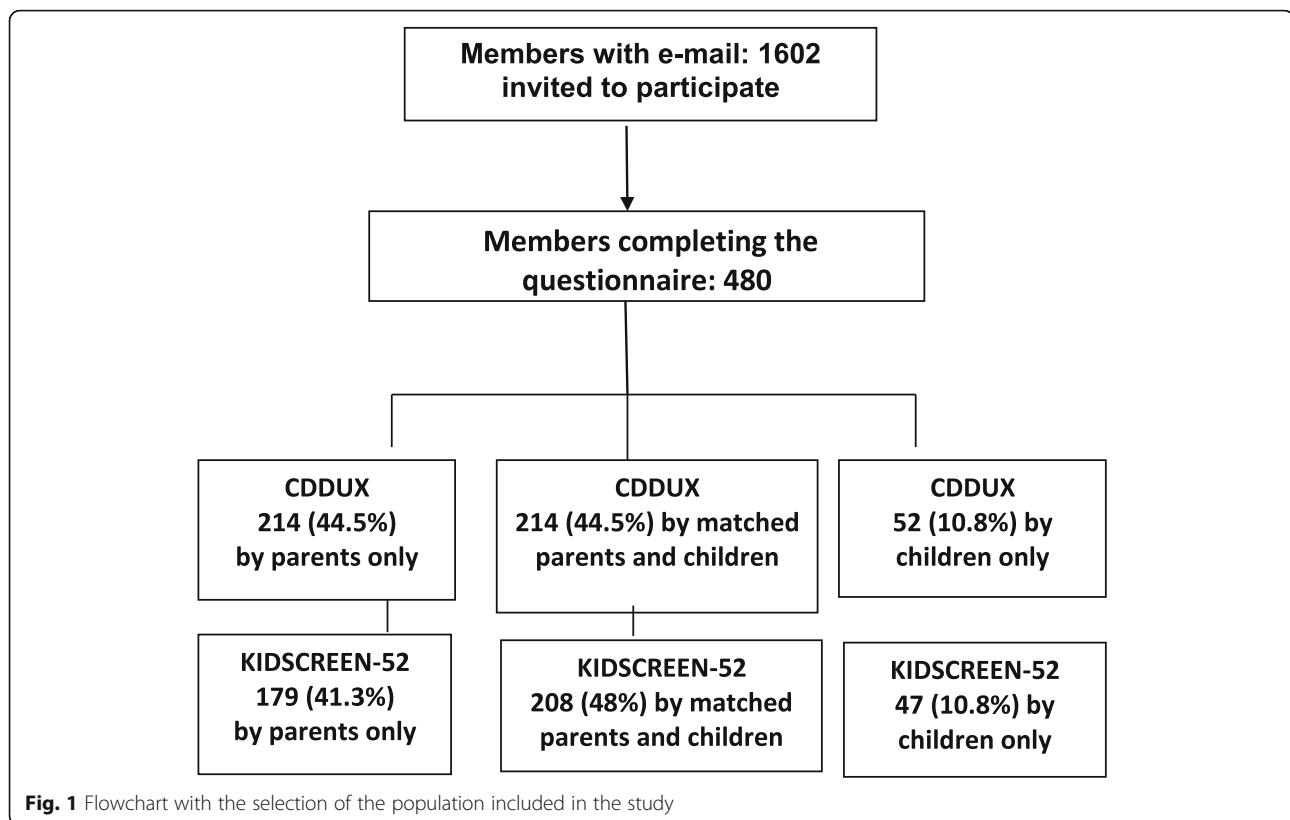 Members with e-mail: 1602
invited to participate
Members completing the
questionnaire: 480
CDDUX
214 (44.5%)
by parents only
CDDUX
214 (44.5%) by matched
parents and children
CDDUX
52 (10.8%) by
children only
KIDSCREEN-52
179 (41.3%)
by parents only
KIDSCREEN-52
208 (48%) by matched
parents and children
KIDSCREEN-52
47 (10.8%) by
children only
Fig. 1 Flowchart with the selection of the population included in the study